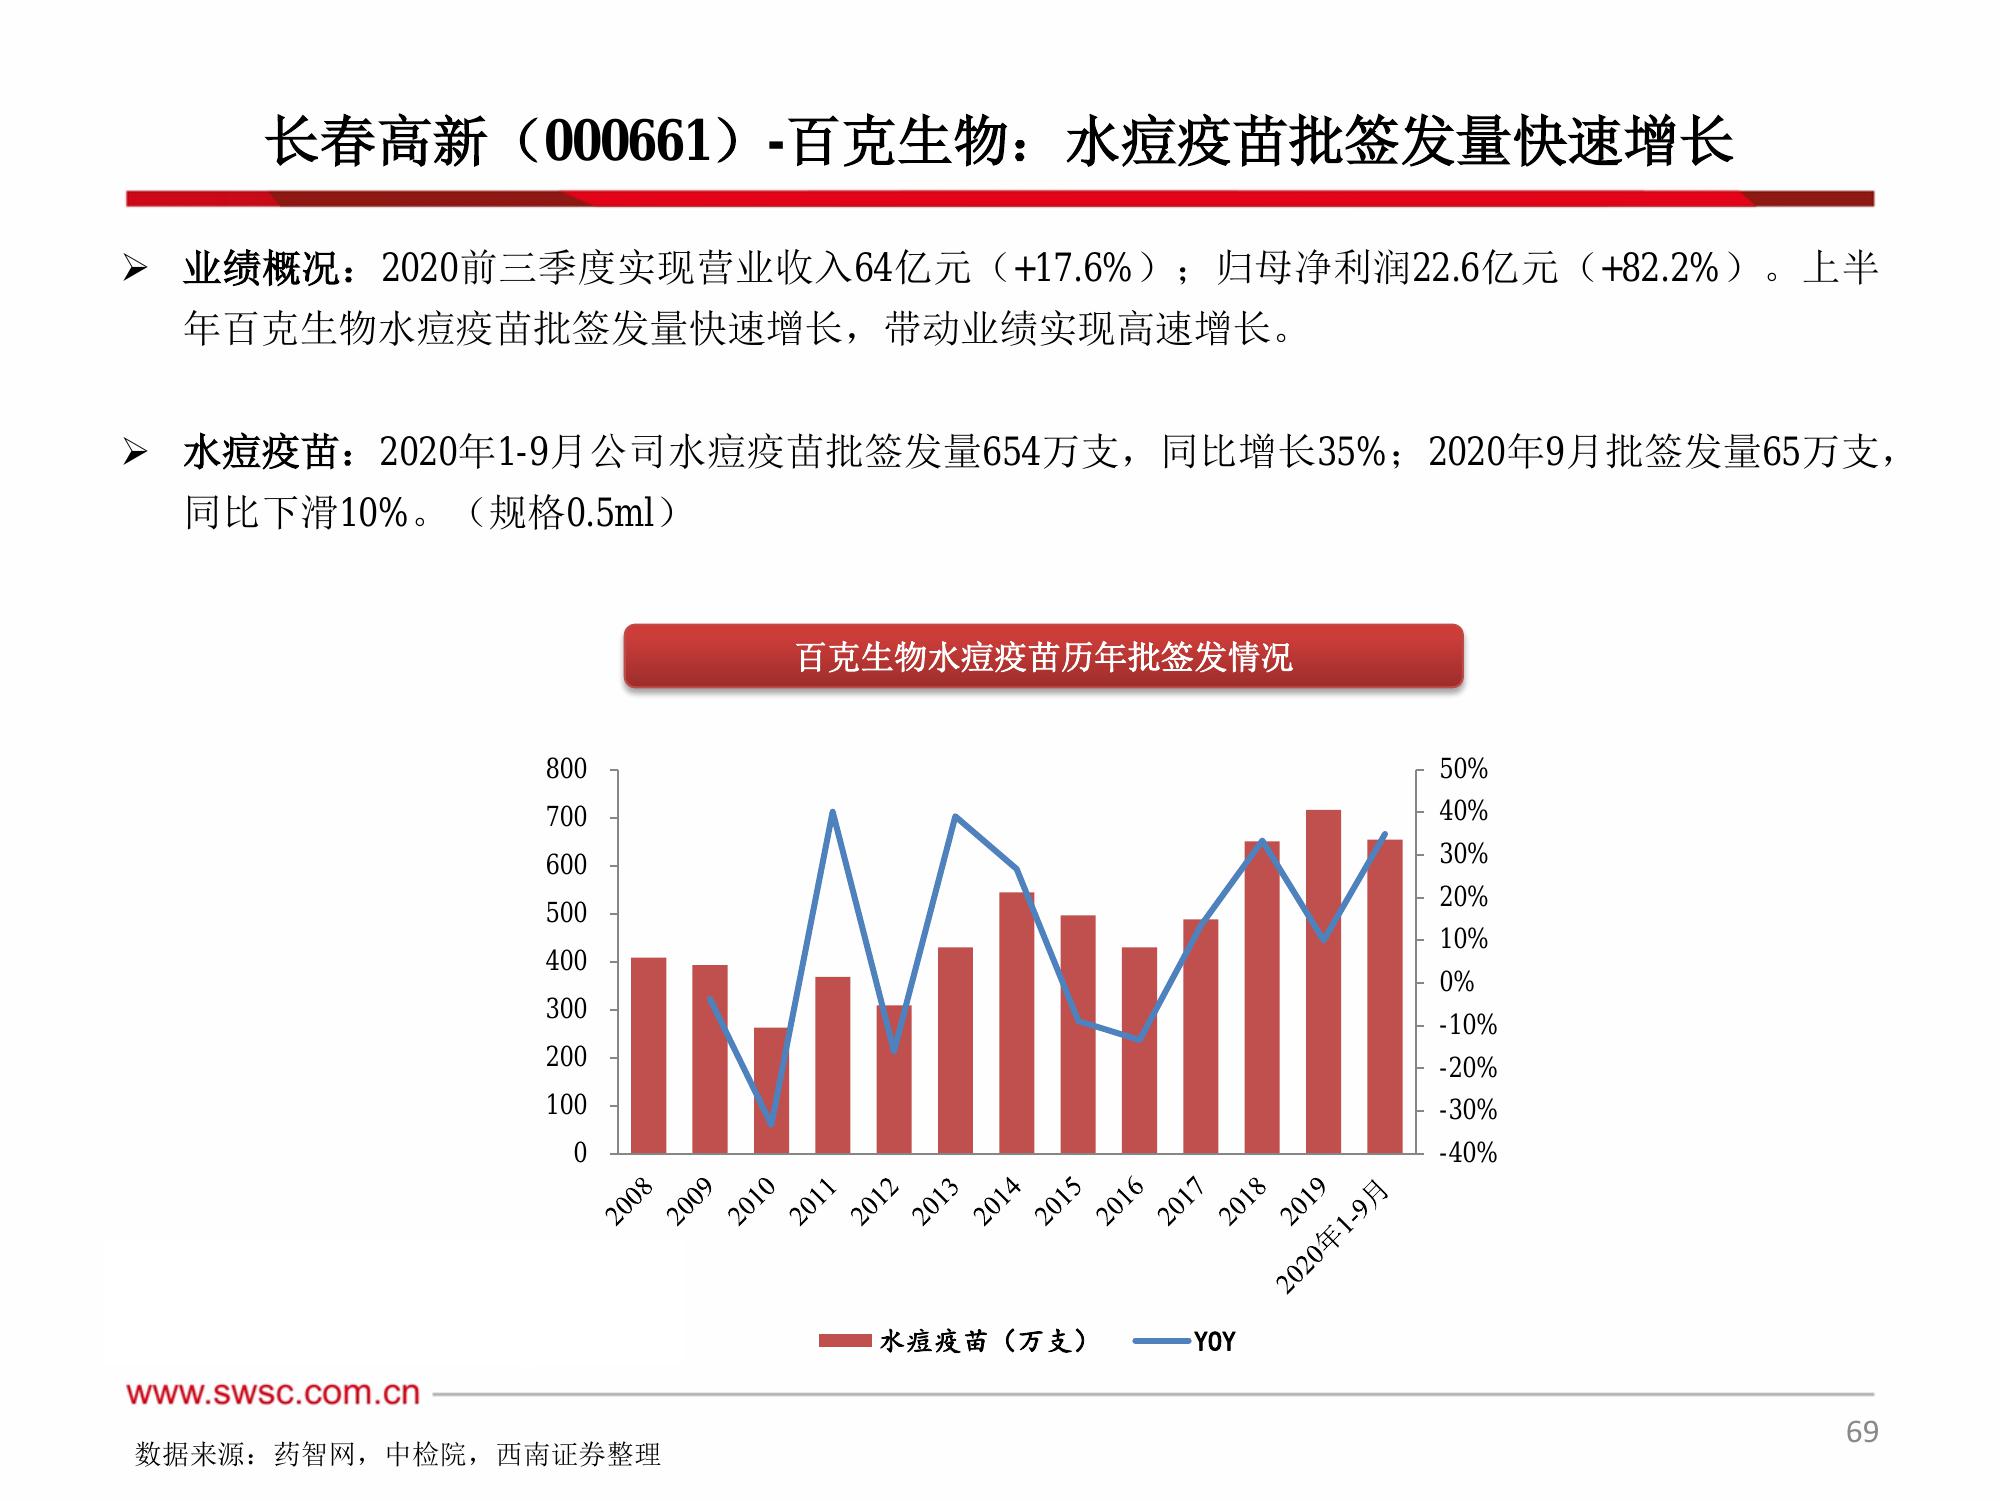 长春高新（000661）-百克生物：水痘疫苗批签发量快速增长
➢ 业绩概况：2020前三季度实现营业收入64亿元（+17.6%）；归母净利润22.6亿元（+82.2%）。上半
年百克生物水痘疫苗批签发量快速增长，带动业绩实现高速增长。
➢ 水痘疫苗：2020年1-9月公司水痘疫苗批签发量654万支，同比增长35%；2020年9月批签发量65万支，
同比下滑10%。（规格0.5ml）
百克生物水痘疫苗历年批签发情况
800
700
600
500
400
300
200
100
0
50%
40%
30%
20%
10%
0%
-10%
-20%
-30%
-40%
2008
2009
2010
2011
2012
2013
2014
2015
2016
2017
2018
2019
2020年1-9月
水痘疫苗（万支）
YOY
www.swsc.com.cn
69
数据来源：药智网，中检院，西南证券整理